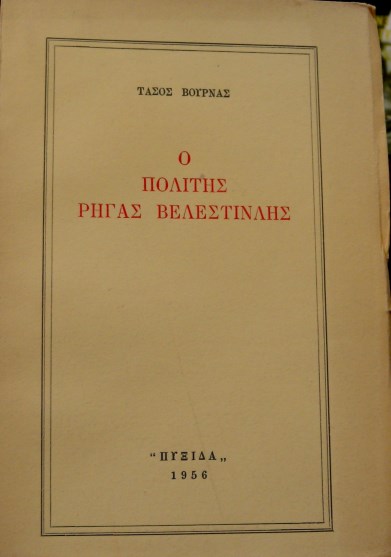 ΤΑΣΟΣ ΒΟΥΡΝΑΣ
Ο
ΠΟΛΙΤΗΣ
ΡΗΓΑΣ ΒΕΛΕΣΤΙΝΛΗΣ
"ΠΥΞΙΔΑ„
1956